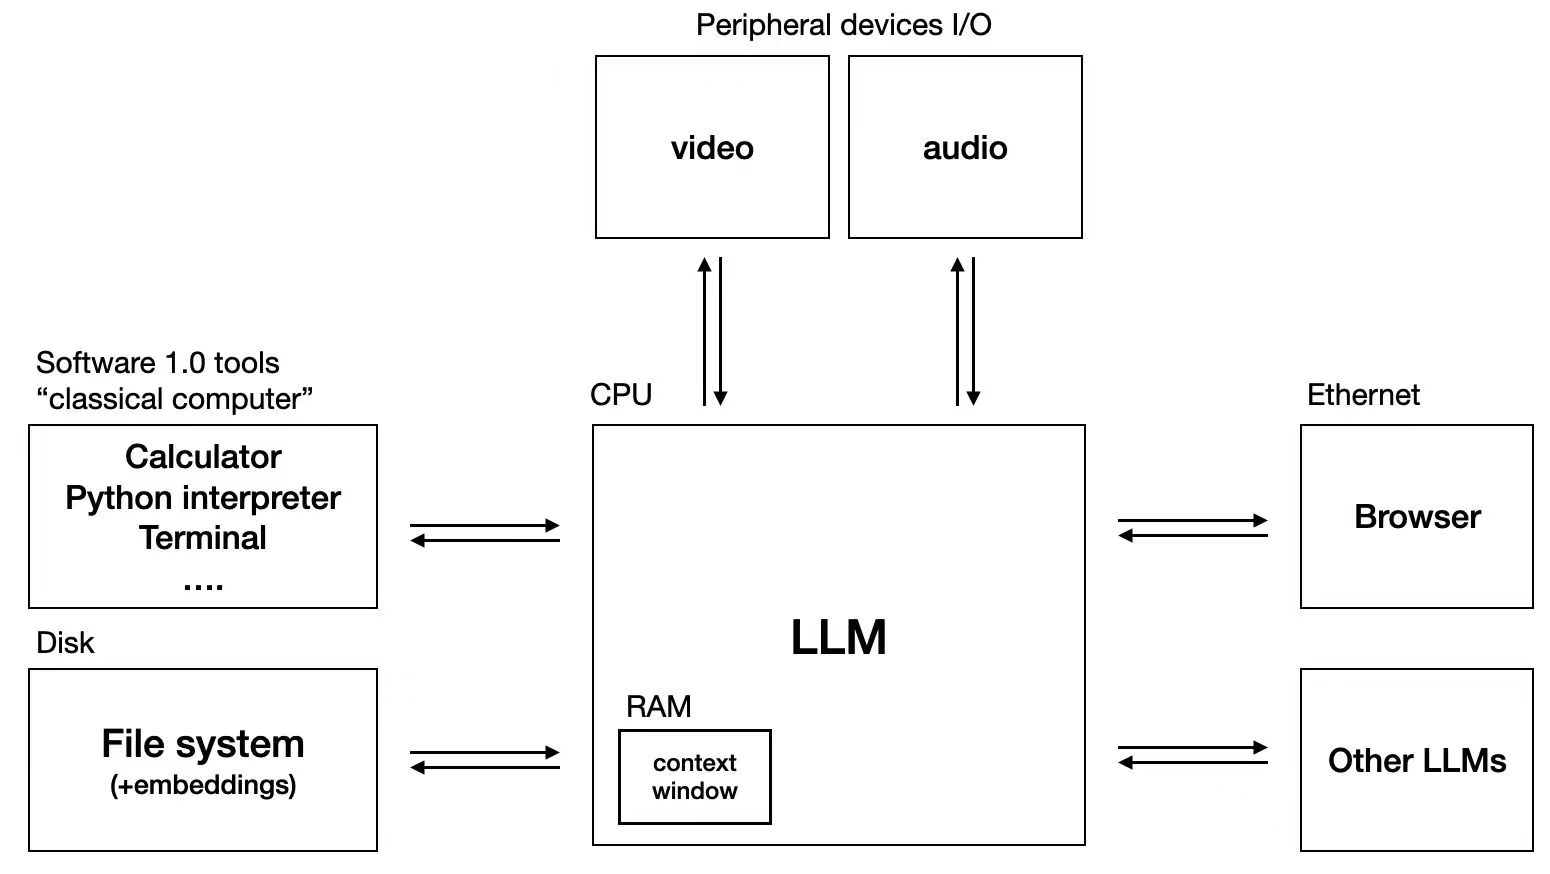 Peripheral devices I/O
video
audio
Software 1.0 tools
“classical computer”
Calculator
Python interpreter
Terminal
....
Disk
File system
(+embeddings)
CPU
LLM
RAM
context
window
Ethernet
Browser
Other LLMs